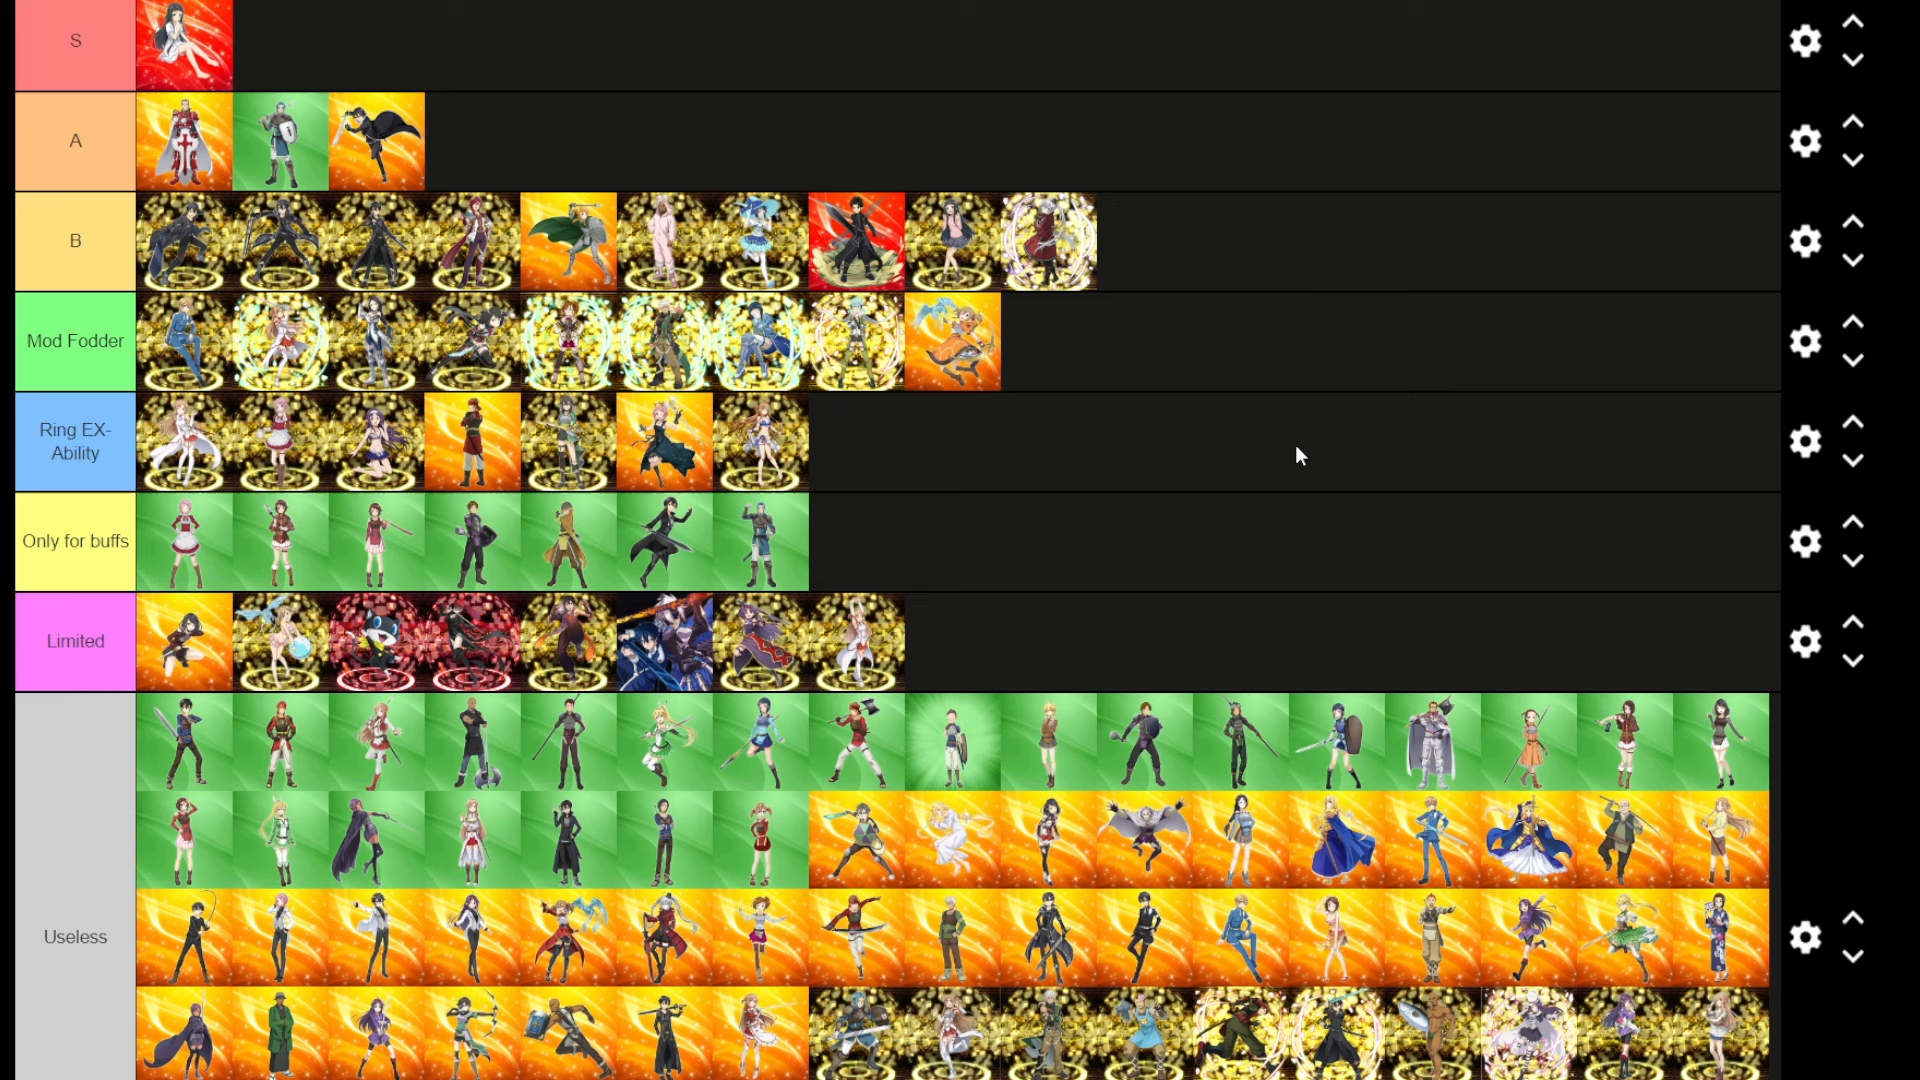 S
A
B
Mod Fodder
Ring EX-
Ability
Only for buffs
Limited
Useless